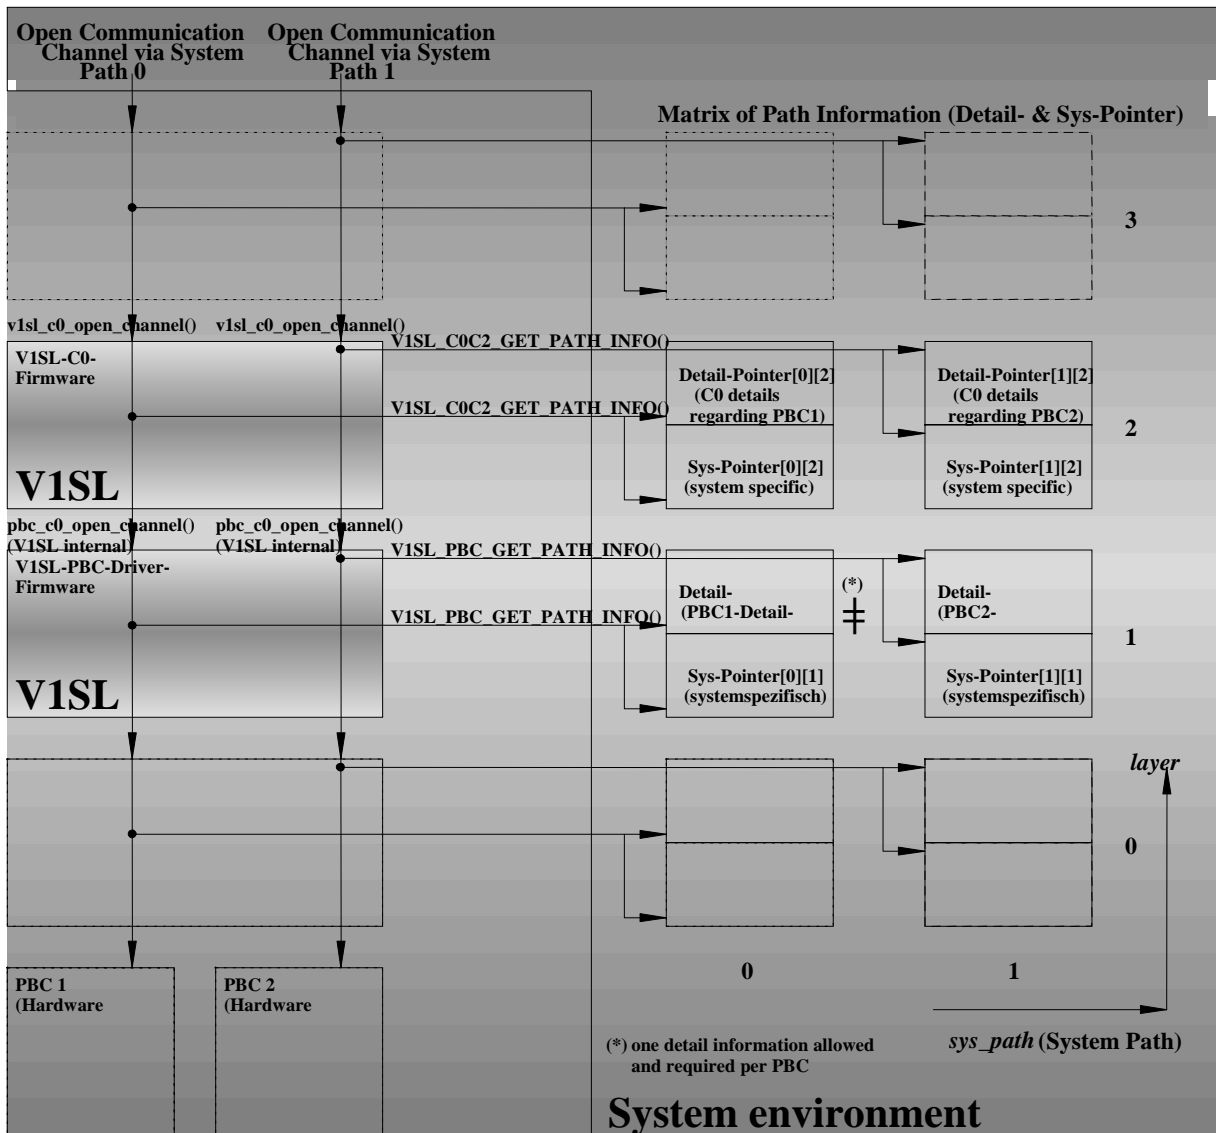 Open Communication
Channel via System
Path 0
Open Communication
Channel via System
Path 1
Matrix of Path Information (Detail- & Sys-Pointer)
3
v1sl_c0_open_channel()
v1sl_c0_open_channel()
V1SL_C0C2_GET_PATH_INFO()
V1SL-C0-
Firmware
Detail-Pointer[0][2]
(C0 details
regarding PBC1)
Detail-Pointer[1][2]
(C0 details
regarding PBC2)
V1SL_C0C2_GET_PATH_INFO()
2
V1SL
Sys-Pointer[0][2]
(system specific)
Sys-Pointer[1][2]
(system specific)
pbc_c0_open_channel()
(V1SL internal)
pbc_c0_open_channel()
(V1SL internal)
V1SL_PBC_GET_PATH_INFO()
V1SL-PBC-Driver-
Firmware
Detail-
(PBC1-Detail-
(*)
Detail-
(PBC2-
V1SL_PBC_GET_PATH_INFO()
1
V1SL
Sys-Pointer[0][1]
(systemspezifisch)
Sys-Pointer[1][1]
(systemspezifisch)
layer
0
0
1
PBC 1
(Hardware
PBC 2
(Hardware
sys_path (System Path)
(*) one detail information allowed
and required per PBC
System environment